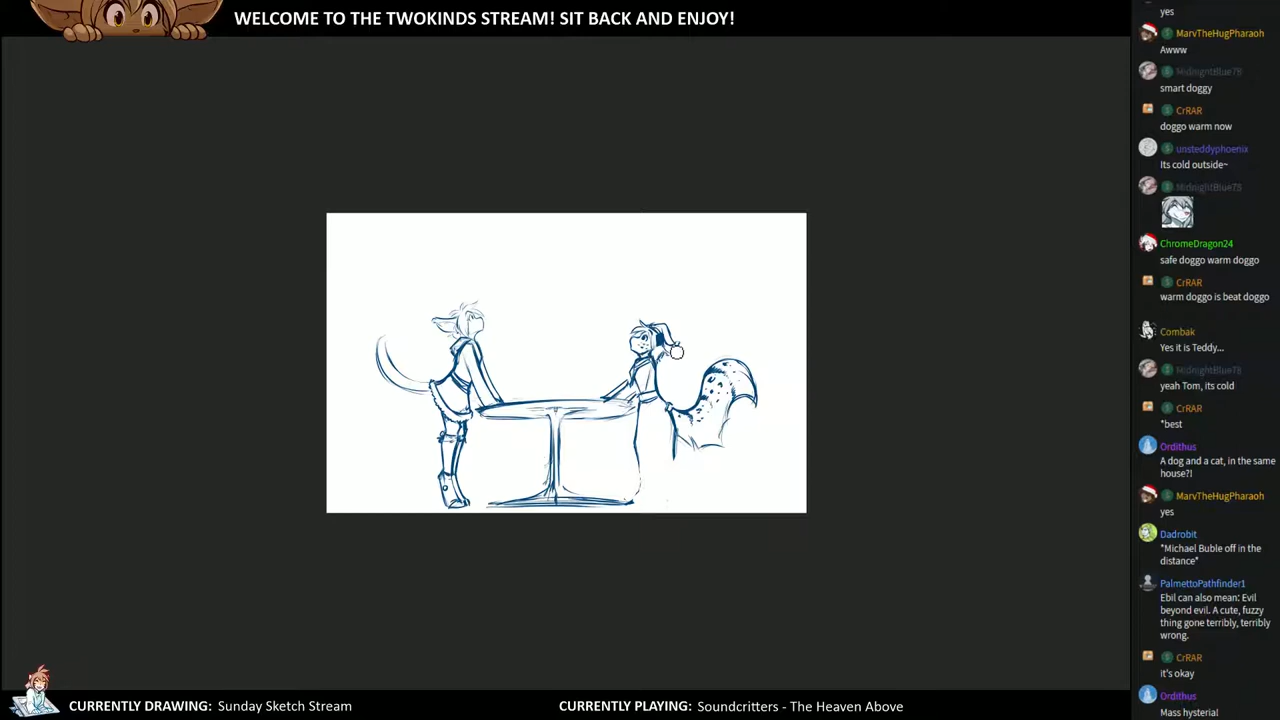 WELCOME TO THE TWOKINDS STREAM! SIT BACK AND ENJOY!
yes
MarvTheHugPharaoh
Awww
MidnightBlue78
smart doggy
CrRAR
doggo warm now
unsteddyphoenix
Its cold outside~
MidnightBlue78
ChromeDragon24
safe doggo warm doggo
CrRAR
warm doggo is beat doggo
Combak
Yes it is Teddy...
MidnightBlue78
yeah Tom, its cold
CrRAR
*best
Ordithus
A dog and a cat, in the same
house?!
MarvTheHugPharaoh
yes
Dadrobit
*Michael Buble off in the
distance*
PalmettoPathfinder1
Ebil can also mean: Evil
beyond evil. A cute, fuzzy
thing gone terribly, terribly
wrong.
CrRAR
it's okay
Ordithus
Mass hysteria!
CURRENTLY DRAWING: Sunday Sketch Stream
CURRENTLY PLAYING: Soundcritters - The Heaven Above